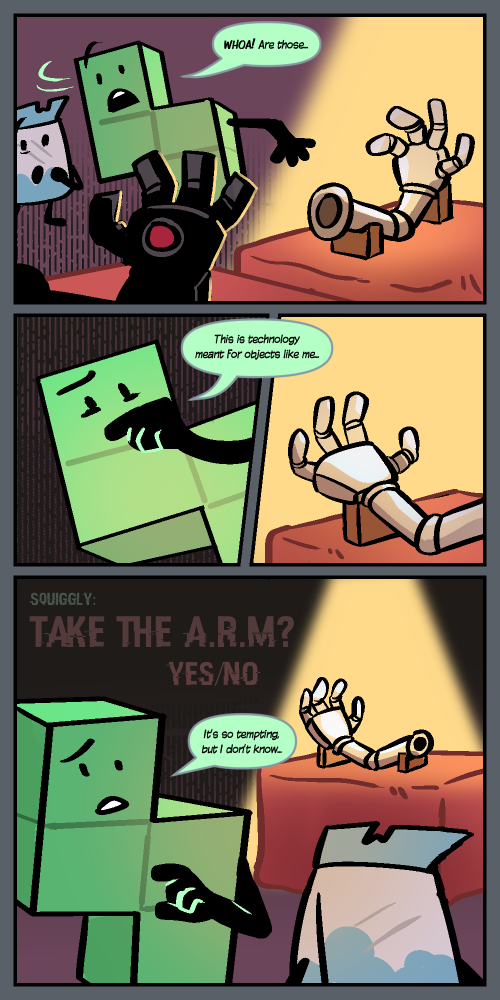 WHOA! Are those...
This is technology
meant For objects like me...
SQUIGGLY:
TAKE THE A.R.M?
YES/NO
It's so tempting,
but I don't know...